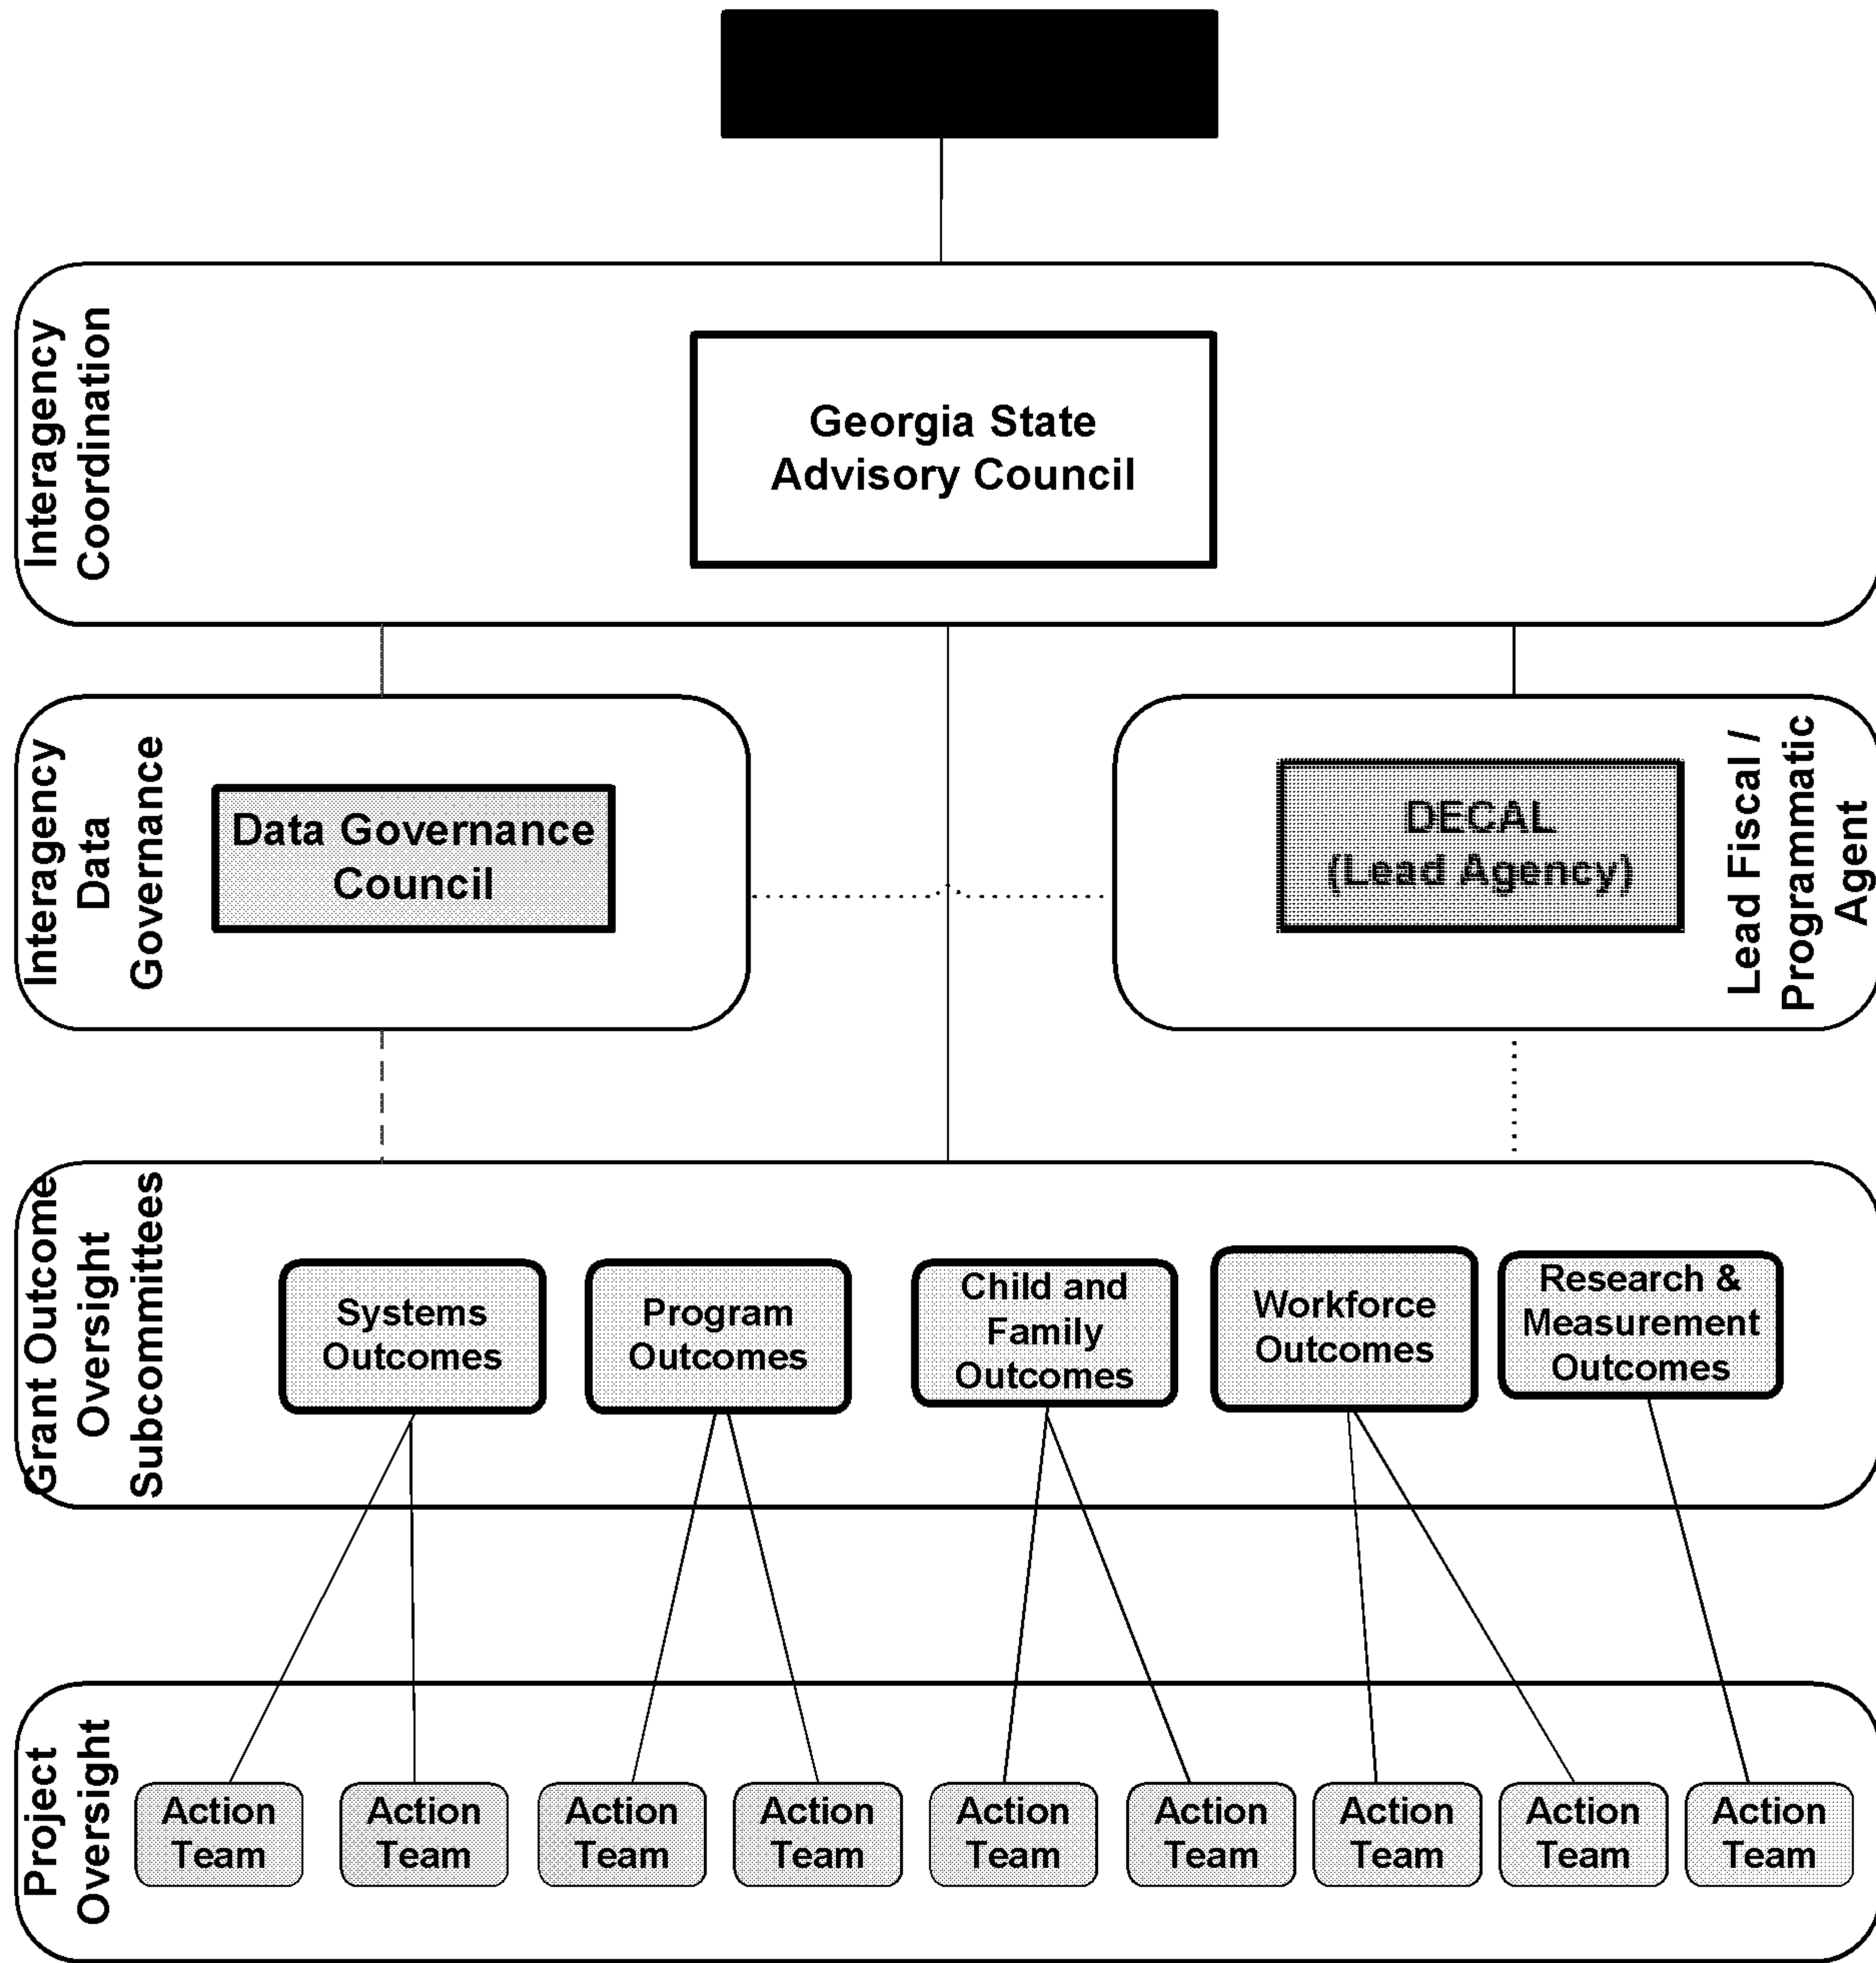 Interagency
Coordination
Georgia State
Advisory Council
Interagency
Data
Governance
Data Governance
Council
DECAL
(Lead Agency)
Lead Fiscal /
Programmatic
Agent
Grant Outcome
Oversight
Subcommittees
Systems
Outcomes
Program
Outcomes
Child and
Family
Outcomes
Workforce
Outcomes
Research &
Measurement
Outcomes
Project
Oversight
Action
Team
Action
Team
Action
Team
Action
Team
Action
Team
Action
Team
Action
Team
Action
Team
Action
Team